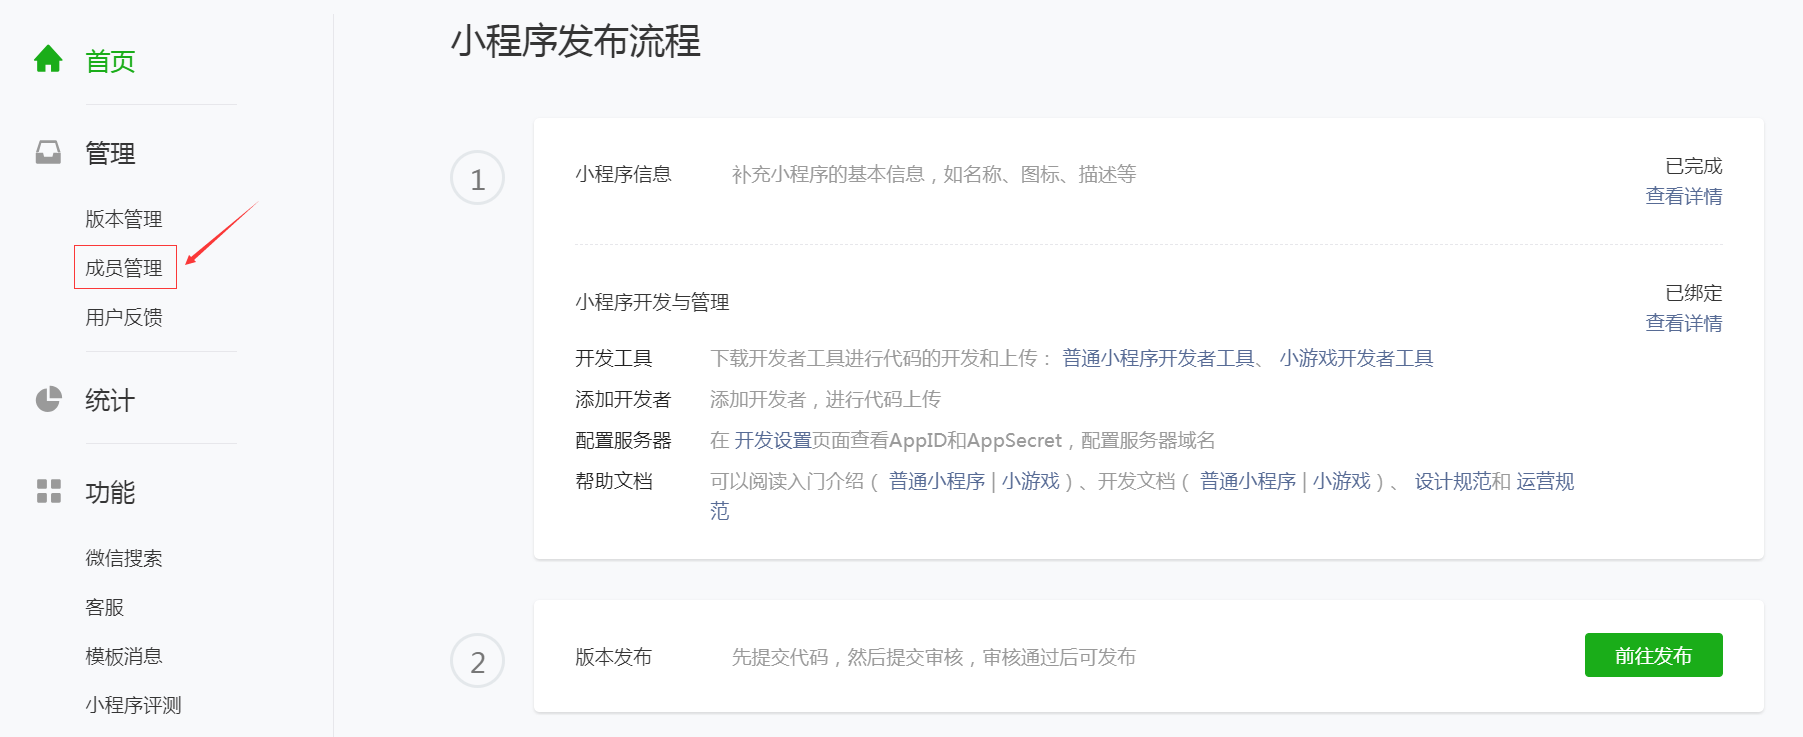 首页
管理
版本管理
成员管理
用户反馈
统计
功能
微信搜索
客服
模板消息
小程序评测
小程序发布流程
1
小程序信息 补充小程序的基本信息，如名称、图标、描述等 已完成
查看详情
小程序开发与管理 已绑定
查看详情
开发工具 下载开发者工具进行代码的开发和上传： 普通小程序开发者工具、 小游戏开发者工具
添加开发者 添加开发者，进行代码上传
配置服务器 在 开发设置页面查看AppID和AppSecret，配置服务器域名
帮助文档 可以阅读入门介绍（ 普通小程序 | 小游戏 ）、开发文档（ 普通小程序 | 小游戏 ）、 设计规范和 运营规
范
2
版本发布 先提交代码，然后提交审核，审核通过后可发布 前往发布